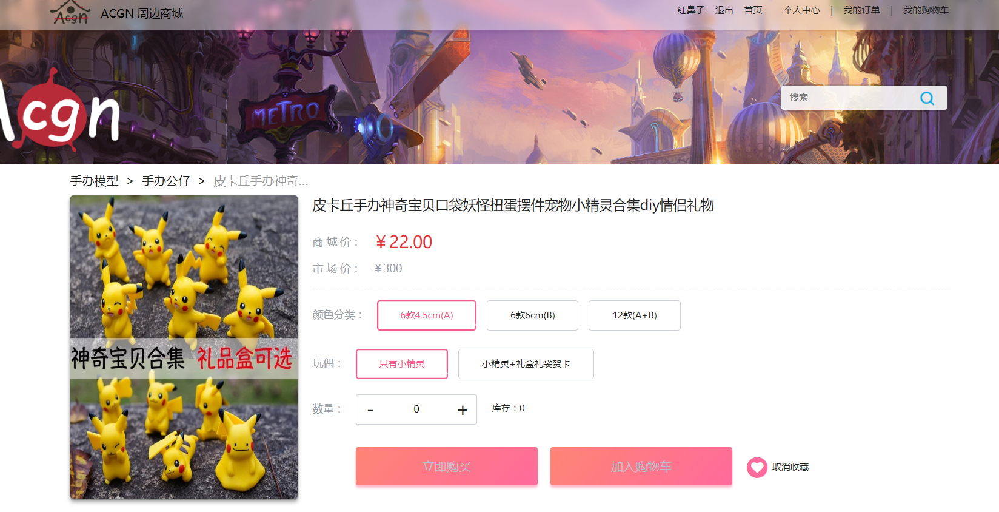 Acgn
ACGN 周边商城
红鼻子 退出 首页 个人中心 | 我的订单 | 我的购物车
METRO
Acgn
搜索
手办模型 > 手办公仔 > 皮卡丘手办神奇...
皮卡丘手办神奇宝贝口袋妖怪扭蛋摆件宠物小精灵合集diy情侣礼物
商 城 价： ¥ 22.00
市 场 价： ¥ 300
颜色分类： 6款4.5cm(A) 6款6cm(B) 12款(A+B)
神奇宝贝合集 礼品盒可选
玩偶： 只有小精灵 小精灵+礼盒礼袋贺卡
数量： - 0 + 库存：0
立即购买 加入购物车 取消收藏